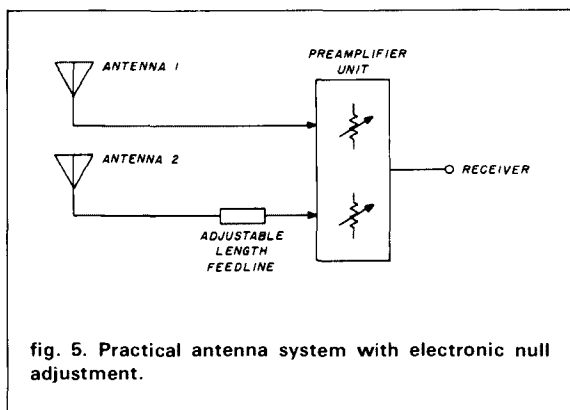 ANTENNA 1
PREAMPLIFIER
UNIT
ANTENNA 2
RECEIVER
ADJUSTABLE
LENGTH
FEEDLINE
fig. 5. Practical antenna system with electronic null
adjustment.